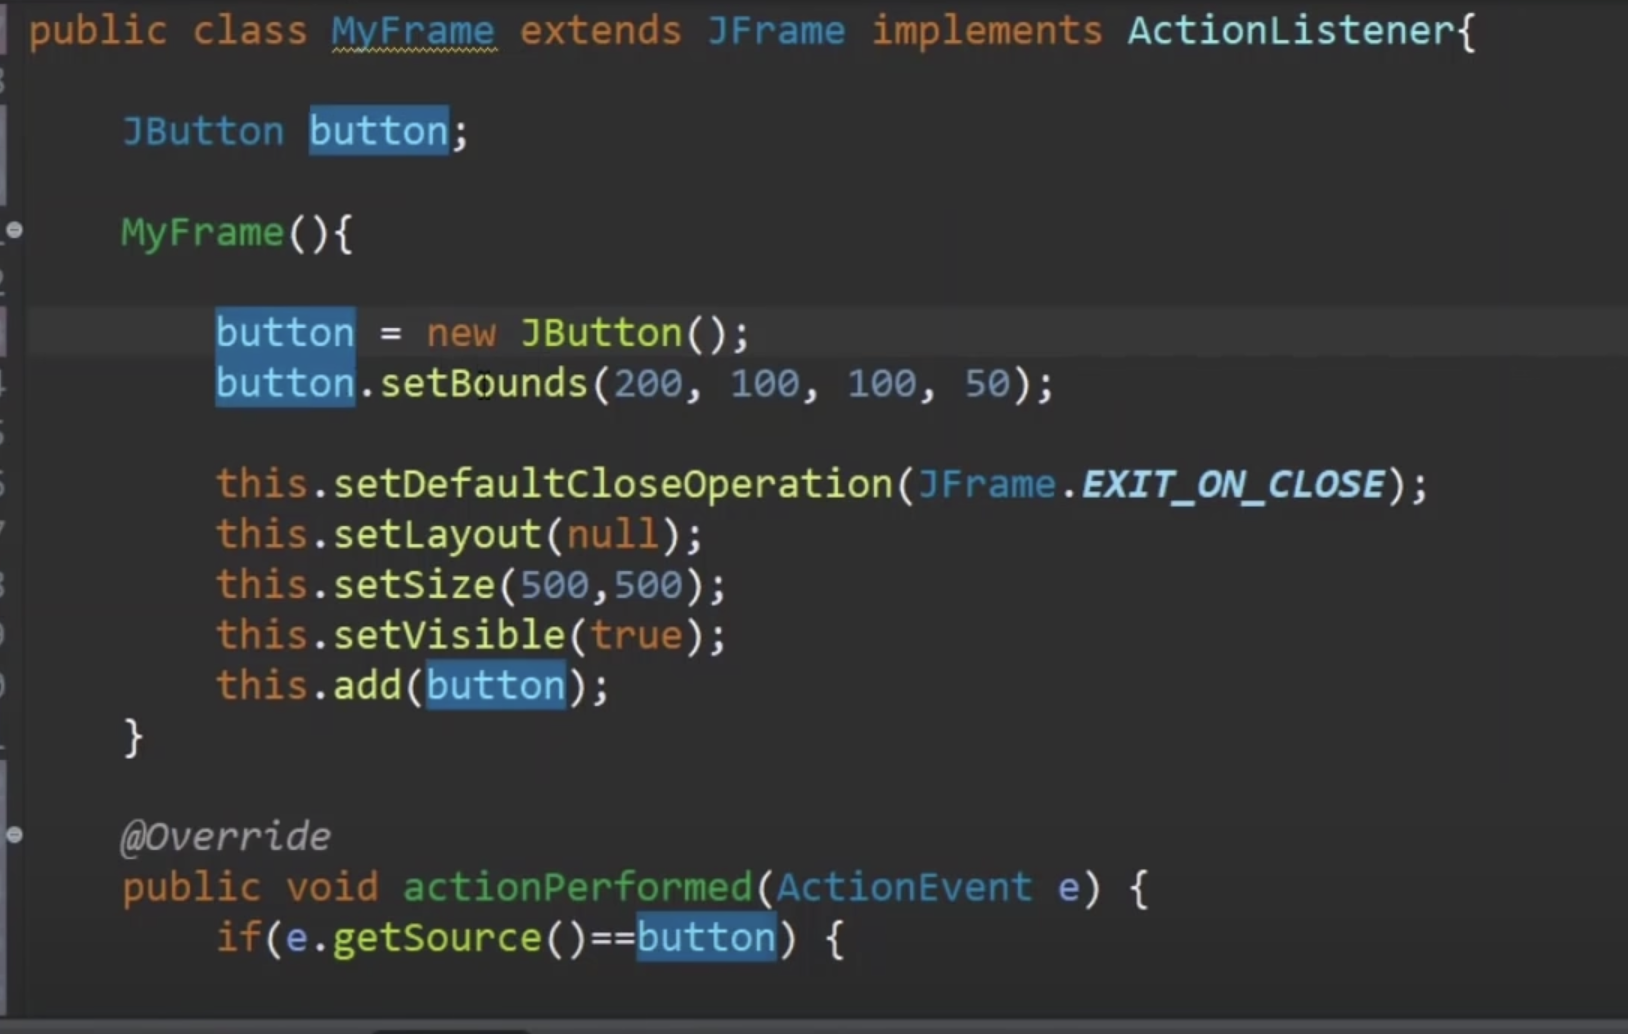 public class MyFrame extends JFrame implements ActionListener{
JButton button;
MyFrame(){
button = new JButton();
button.setBounds(200, 100, 100, 50);
this.setDefaultCloseOperation(JFrame.EXIT_ON_CLOSE);
this.setLayout(null);
this.setSize(500,500);
this.setVisible(true);
this.add(button);
}
@Override
public void actionPerformed(ActionEvent e) {
if(e.getSource()==button) {